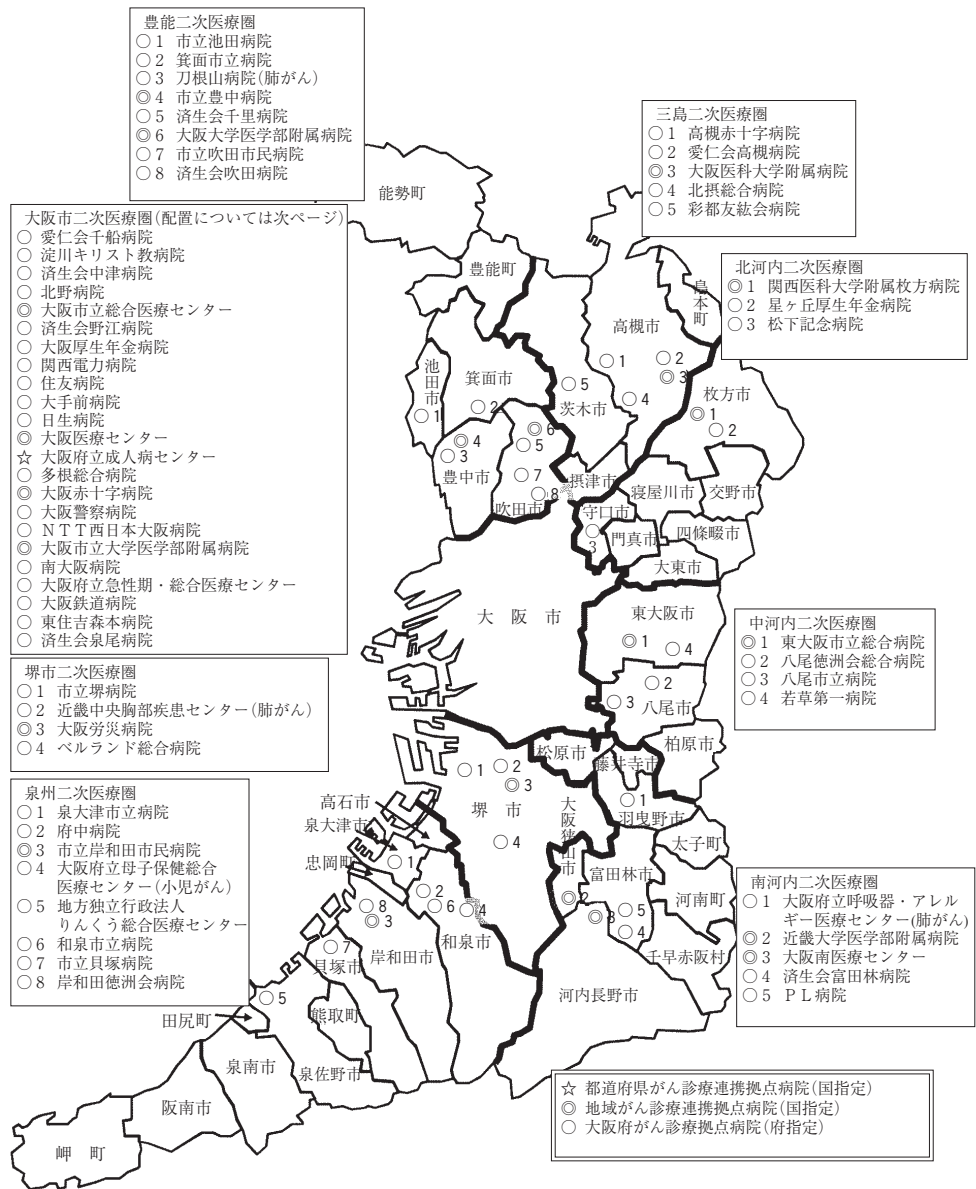 豊能二次医療圏
○1 市立池田病院
○2 箕面市立病院
○3 刀根山病院(肺がん)
◎4 市立豊中病院
○5 済生会千里病院
◎6 大阪大学医学部附属病院
○7 市立吹田市民病院
○8 済生会吹田病院
三島二次医療圏
○1 高槻赤十字病院
○2 愛仁会高槻病院
◎3 大阪医科大学附属病院
○4 北摂総合病院
○5 彩都友紘会病院
大阪市二次医療圏(配置については次ページ)
○ 愛仁会千船病院
○ 淀川キリスト教病院
○ 済生会中津病院
○ 北野病院
◎ 大阪市立総合医療センター
○ 済生会野江病院
○ 大阪厚生年金病院
○ 関西電力病院
○ 住友病院
○ 大手前病院
○ 日生病院
◎ 大阪医療センター
☆ 大阪府立成人病センター
○ 多根総合病院
◎ 大阪赤十字病院
○ 大阪警察病院
○ NTT西日本大阪病院
◎ 大阪市立大学医学部附属病院
○ 南大阪病院
○ 大阪府立急性期・総合医療センター
○ 大阪鉄道病院
○ 東住吉森本病院
○ 済生会泉尾病院
北河内二次医療圏
◎1 関西医科大学附属枚方病院
○2 星ヶ丘厚生年金病院
○3 松下記念病院
中河内二次医療圏
◎1 東大阪市立総合病院
○2 八尾徳洲会総合病院
○3 八尾市立病院
○4 若草第一病院
堺市二次医療圏
○1 市立堺病院
○2 近畿中央胸部疾患センター(肺がん)
◎3 大阪労災病院
○4 ベルランド総合病院
泉州二次医療圏
○1 泉大津市立病院
○2 府中病院
◎3 市立岸和田市民病院
○4 大阪府立母子保健総合
医療センター(小児がん)
○5 地方独立行政法人
りんくう総合医療センター
○6 和泉市立病院
○7 市立貝塚病院
○8 岸和田徳洲会病院
南河内二次医療圏
○1 大阪府立呼吸器・アレル
ギー医療センター(肺がん)
◎2 近畿大学医学部附属病院
◎3 大阪南医療センター
○4 済生会富田林病院
○5 PL病院
能勢町
豊能町
島本町
高槻市
○1
○2
◎3
○4
池田市
○1
箕面市
○2
茨木市
○5
枚方市
◎1
○2
豊中市
◎4
○3
吹田市
◎6
○5
○7
○8
摂津市
寝屋川市
交野市
守口市
○3
門真市
四條畷市
大東市
大阪市
東大阪市
◎1
○4
八尾市
○2
○3
柏原市
松原市
藤井寺市
羽曳野市
○1
堺市
○1
○2
◎3
○4
高石市
泉大津市
○1
忠岡町
大阪狭山市
◎2
富田林市
○5
○4
太子町
河南町
千早赤阪村
河内長野市
◎3
和泉市
○2
○6
○4
岸和田市
○8
◎3
貝塚市
○7
熊取町
○5
田尻町
泉佐野市
泉南市
阪南市
岬町
☆ 都道府県がん診療連携拠点病院(国指定)
◎ 地域がん診療連携拠点病院(国指定)
○ 大阪府がん診療拠点病院(府指定)